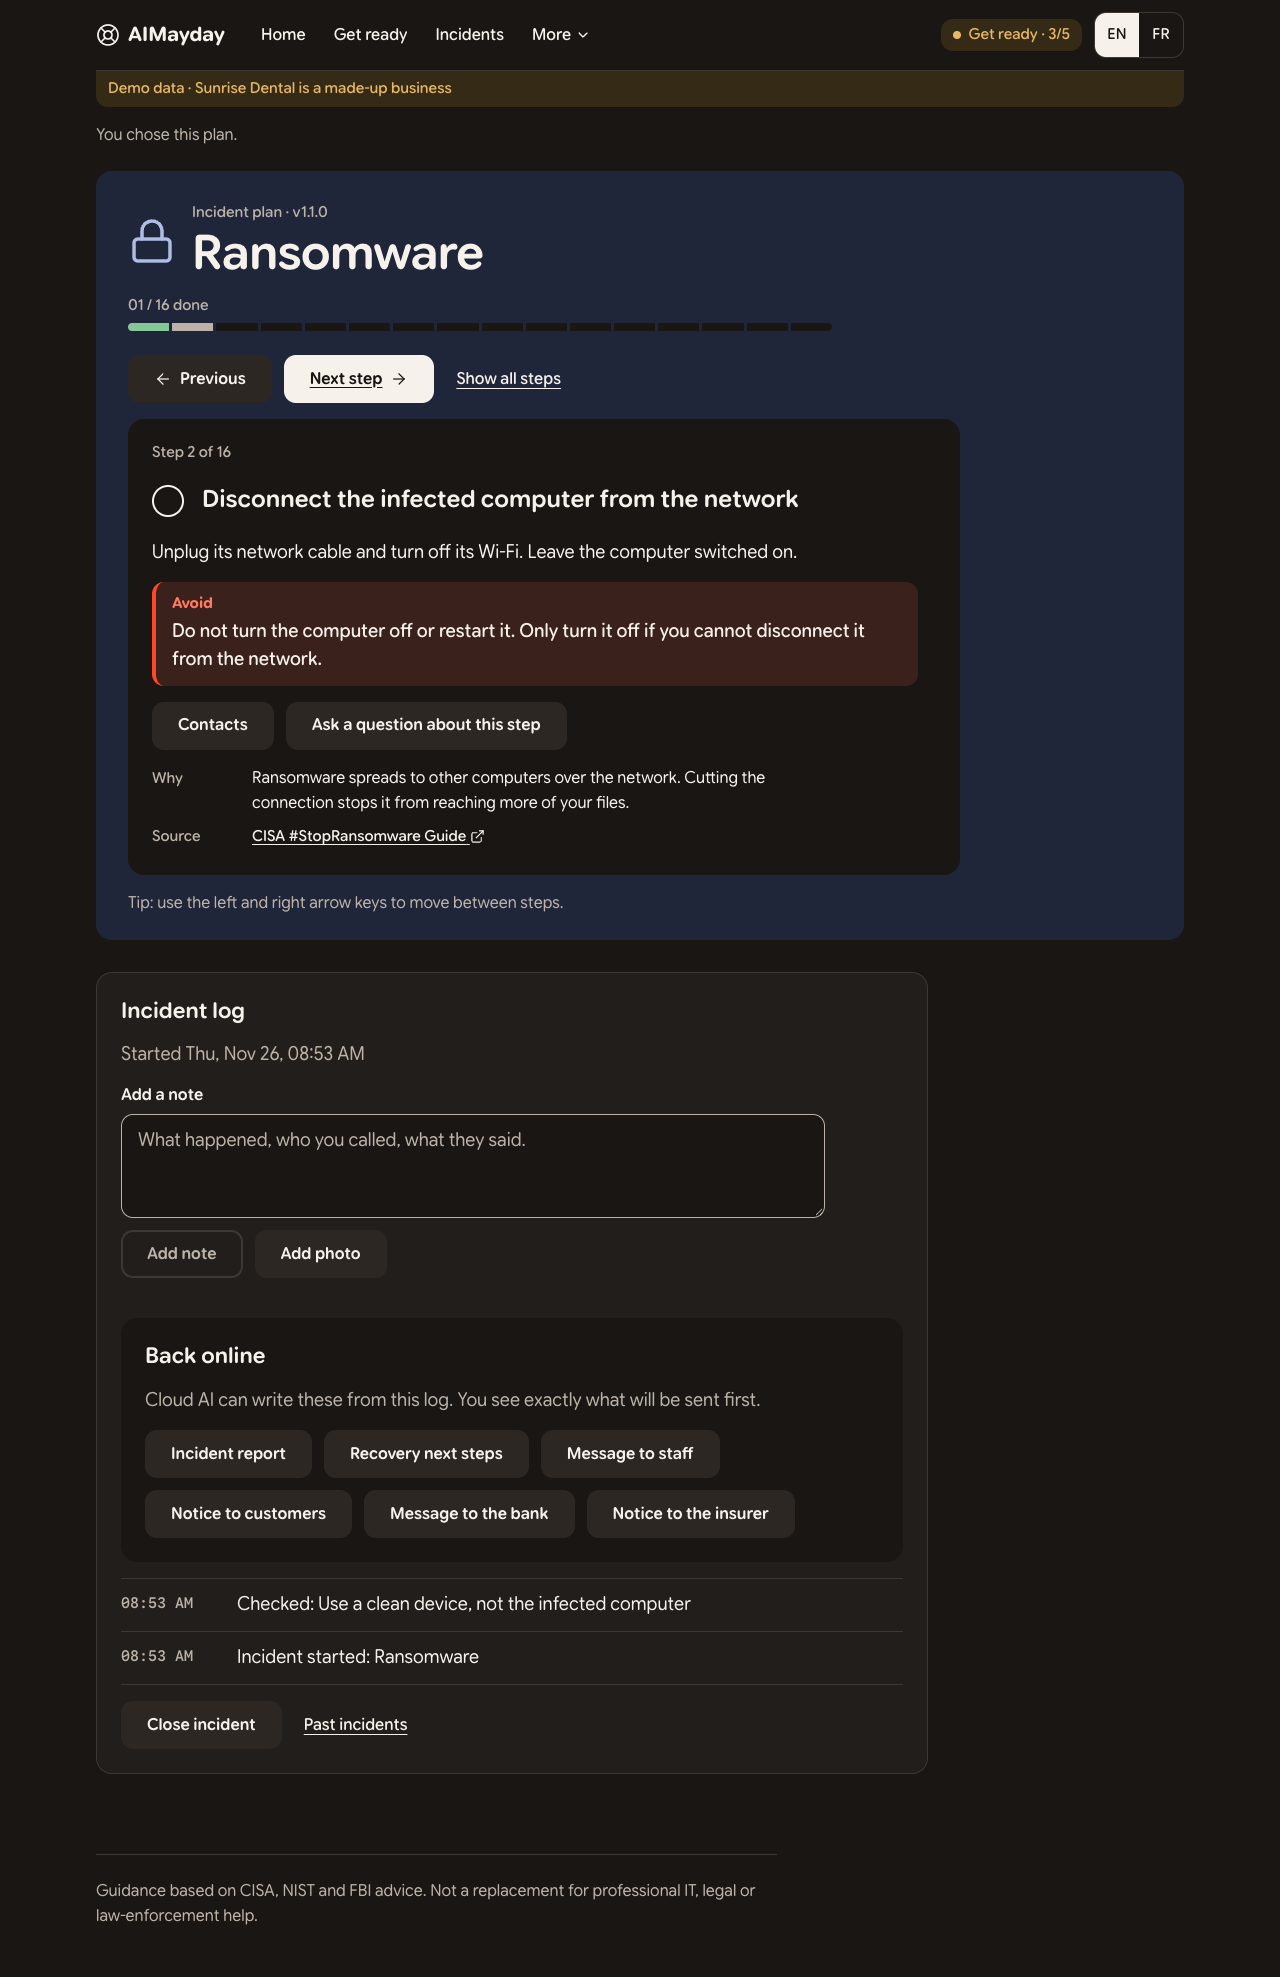 AIMayday
Home
Get ready
Incidents
More
Get ready · 3/5
EN
FR
Demo data · Sunrise Dental is a made-up business
You chose this plan.
Incident plan · v1.1.0
Ransomware
01 / 16 done
Previous
Next step
Show all steps
Step 2 of 16
Disconnect the infected computer from the network
Unplug its network cable and turn off its Wi-Fi. Leave the computer switched on.
Avoid
Do not turn the computer off or restart it. Only turn it off if you cannot disconnect it
from the network.
Contacts
Ask a question about this step
Why
Ransomware spreads to other computers over the network. Cutting the
connection stops it from reaching more of your files.
Source
CISA #StopRansomware Guide
Tip: use the left and right arrow keys to move between steps.
Incident log
Started Thu, Nov 26, 08:53 AM
Add a note
What happened, who you called, what they said.
Add note
Add photo
Back online
Cloud AI can write these from this log. You see exactly what will be sent first.
Incident report
Recovery next steps
Message to staff
Notice to customers
Message to the bank
Notice to the insurer
08:53 AM
Checked: Use a clean device, not the infected computer
08:53 AM
Incident started: Ransomware
Close incident
Past incidents
Guidance based on CISA, NIST and FBI advice. Not a replacement for professional IT, legal or
law-enforcement help.